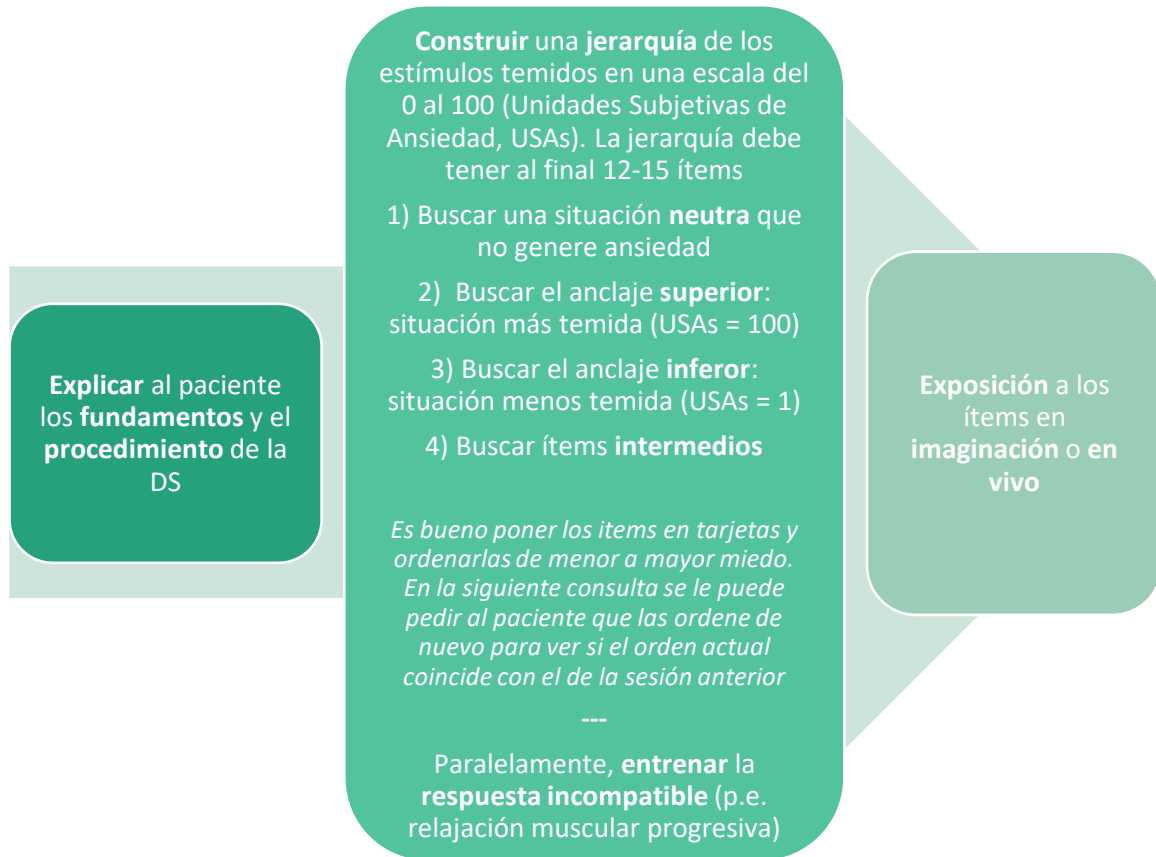 Explicar al paciente
los fundamentos y el
procedimiento de la
DS
Construir una jerarquía de los
estímulos temidos en una escala del
0 al 100 (Unidades Subjetivas de
Ansiedad, USAs). La jerarquía debe
tener al final 12-15 ítems
1) Buscar una situación neutra que
no genere ansiedad
2) Buscar el anclaje superior:
situación más temida (USAs = 100)
3) Buscar el anclaje inferor:
situación menos temida (USAs = 1)
4) Buscar ítems intermedios
Es bueno poner los items en tarjetas y
ordenarlas de menor a mayor miedo.
En la siguiente consulta se le puede
pedir al paciente que las ordene de
nuevo para ver si el orden actual
coincide con el de la sesión anterior
---
Paralelamente, entrenar la
respuesta incompatible (p.e.
relajación muscular progresiva)
Exposición a los
ítems en
imaginación o en
vivo